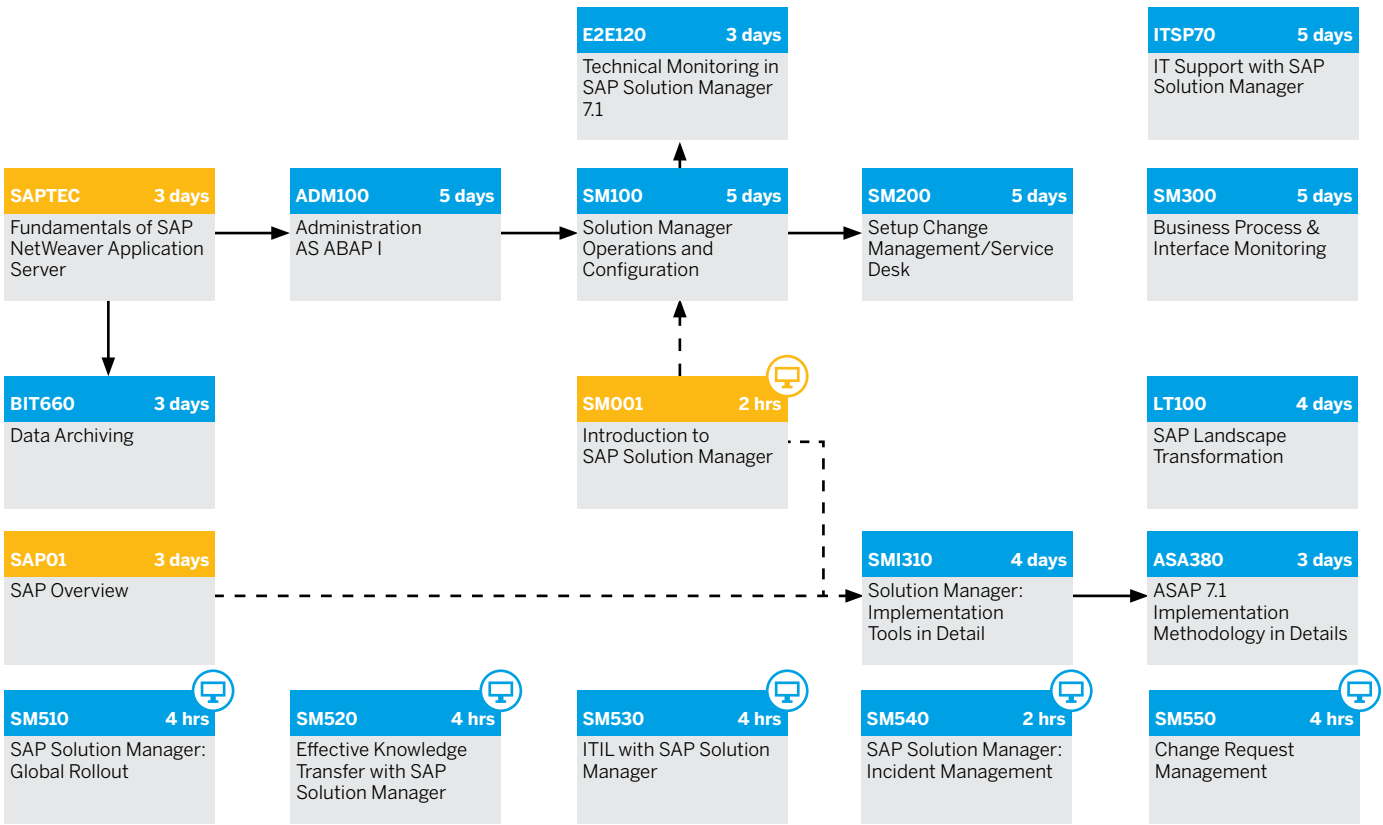 E2E120 3 days
Technical Monitoring in
SAP Solution Manager
7.1
ITSP70 5 days
IT Support with SAP
Solution Manager
SAPTEC 3 days
Fundamentals of SAP
NetWeaver Application
Server
ADM100 5 days
Administration
AS ABAP I
SM100 5 days
Solution Manager
Operations and
Configuration
SM200 5 days
Setup Change
Management/Service
Desk
SM300 5 days
Business Process &
Interface Monitoring
BIT660 3 days
Data Archiving
SM001 2 hrs
Introduction to
SAP Solution Manager
LT100 4 days
SAP Landscape
Transformation
SAP01 3 days
SAP Overview
SMI310 4 days
Solution Manager:
Implementation
Tools in Detail
ASA380 3 days
ASAP 7.1
Implementation
Methodology in Details
SM510 4 hrs
SAP Solution Manager:
Global Rollout
SM520 4 hrs
Effective Knowledge
Transfer with SAP
Solution Manager
SM530 4 hrs
ITIL with SAP Solution
Manager
SM540 2 hrs
SAP Solution Manager:
Incident Management
SM550 4 hrs
Change Request
Management